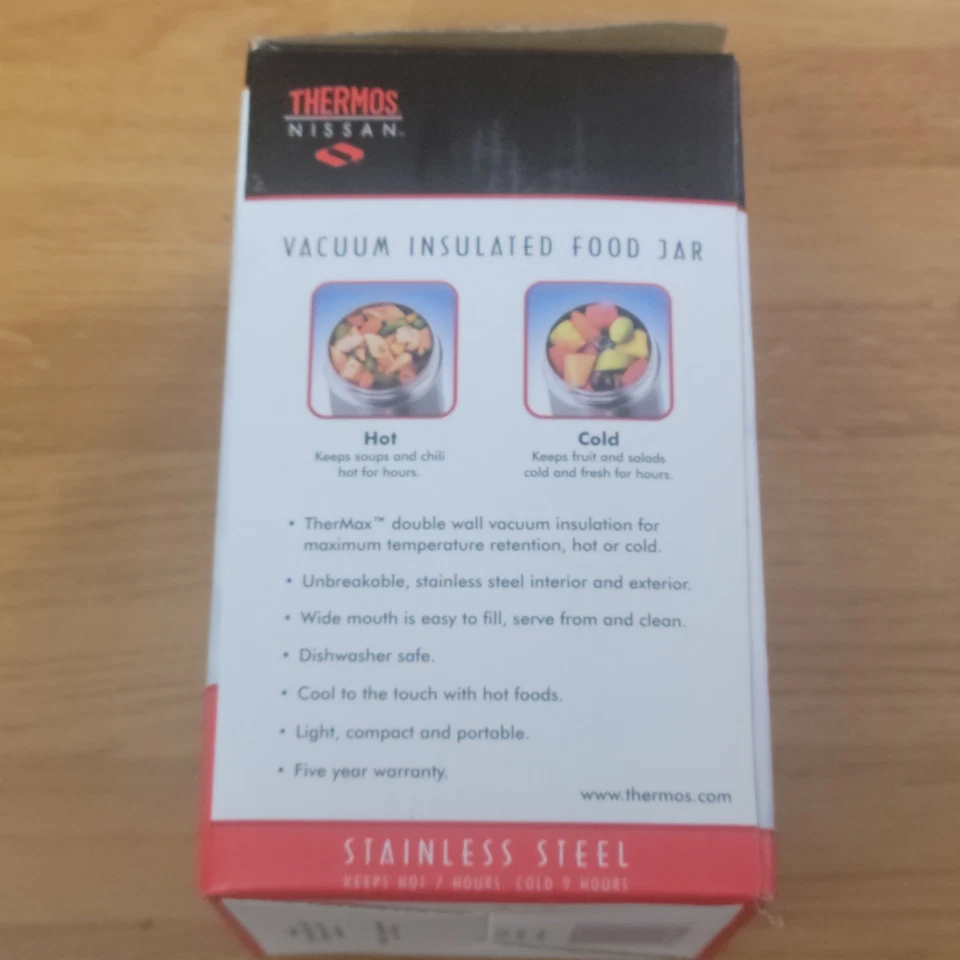 THERMOS
NISSAN
VACUUM INSULATED FOOD JAR
Hot
Keeps soups and chili
hot for hours.
Cold
Keeps fruit and salads
cold and fresh for hours.
• TherMax™ double wall vacuum insulation for
maximum temperature retention, hot or cold.
• Unbreakable, stainless steel interior and exterior.
• Wide mouth is easy to fill, serve from and clean.
• Dishwasher safe.
• Cool to the touch with hot foods.
• Light, compact and portable.
• Five year warranty.
www.thermos.com
STAINLESS STEEL
KEEPS HOT 7 HOURS, COLD 9 HOURS